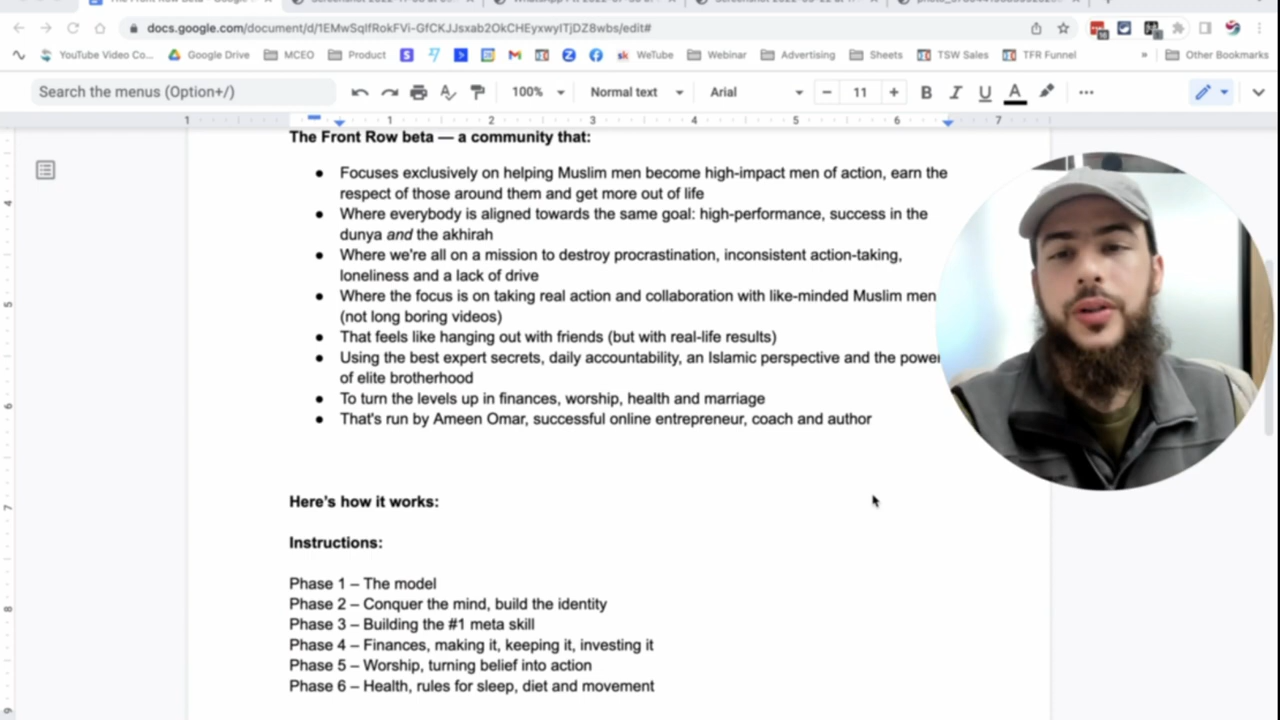 docs.google.com/document/d/1EMwSqIfRokFVi-GfCKJJsxab2OkCHEyxwyITjDZ8wbs/edit#
YouTube Video Co... Google Drive MCEO Product WeTube Webinar Advertising Sheets TSW Sales TFR Funnel » Other Bookmarks
Search the menus (Option+/) 100% Normal text Arial 11 B I U A
1 1 2 3 4 5 6 7
The Front Row beta — a community that:
● Focuses exclusively on helping Muslim men become high-impact men of action, earn the
respect of those around them and get more out of life
● Where everybody is aligned towards the same goal: high-performance, success in the
dunya and the akhirah
● Where we're all on a mission to destroy procrastination, inconsistent action-taking,
loneliness and a lack of drive
● Where the focus is on taking real action and collaboration with like-minded Muslim men
(not long boring videos)
● That feels like hanging out with friends (but with real-life results)
● Using the best expert secrets, daily accountability, an Islamic perspective and the power
of elite brotherhood
● To turn the levels up in finances, worship, health and marriage
● That's run by Ameen Omar, successful online entrepreneur, coach and author
Here's how it works:
Instructions:
Phase 1 – The model
Phase 2 – Conquer the mind, build the identity
Phase 3 – Building the #1 meta skill
Phase 4 – Finances, making it, keeping it, investing it
Phase 5 – Worship, turning belief into action
Phase 6 – Health, rules for sleep, diet and movement